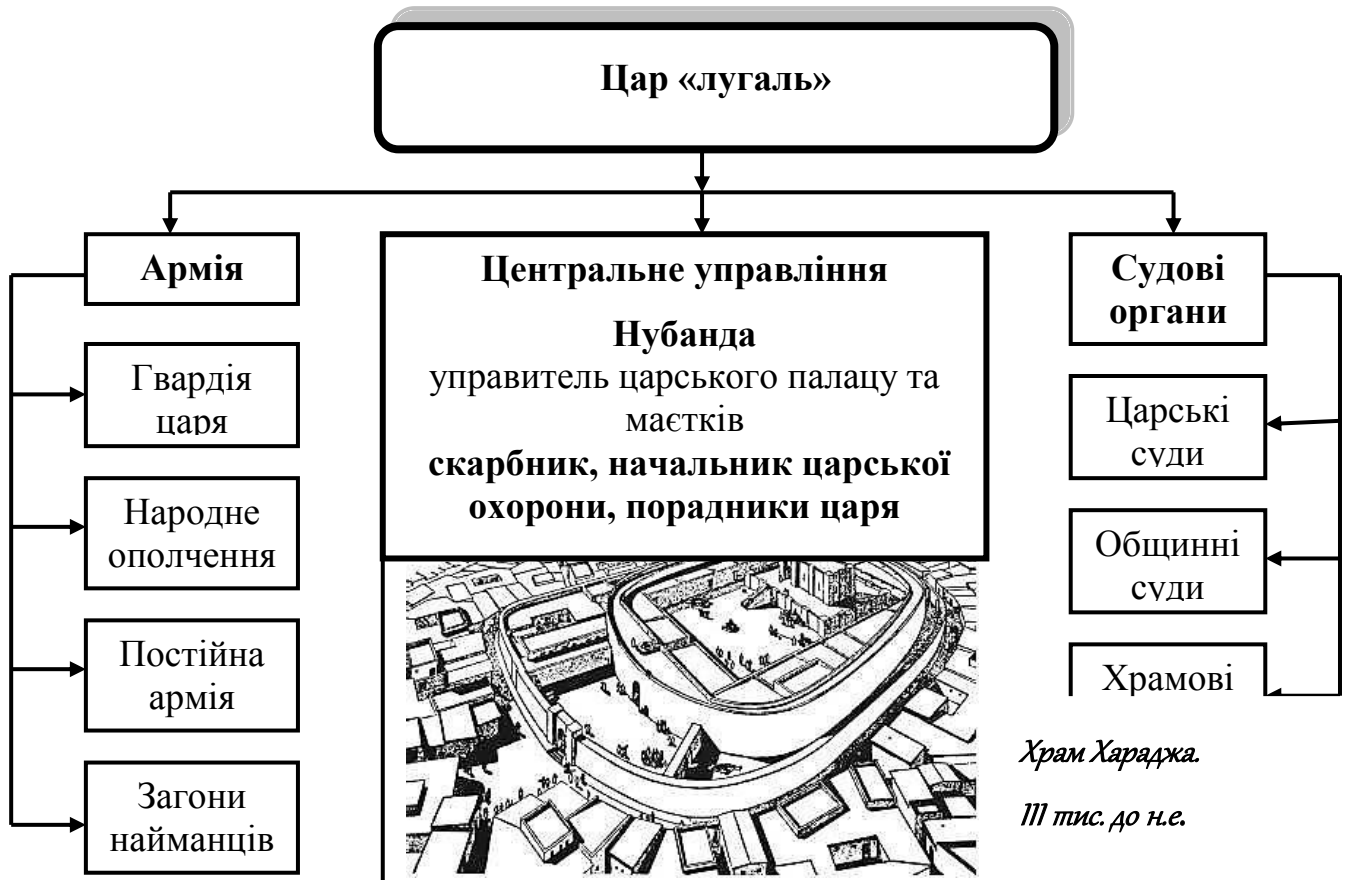 Цар «лугаль»
Армія
Гвардія
царя
Народне
ополчення
Постійна
армія
Загони
найманців
Центральне управління
Нубанда
управитель царського палацу та
маєтків
скарбник, начальник царської
охорони, порадники царя
Судові
органи
Царські
суди
Общинні
суди
Храмові
Храм Хараджа.
III тис. до н.е.